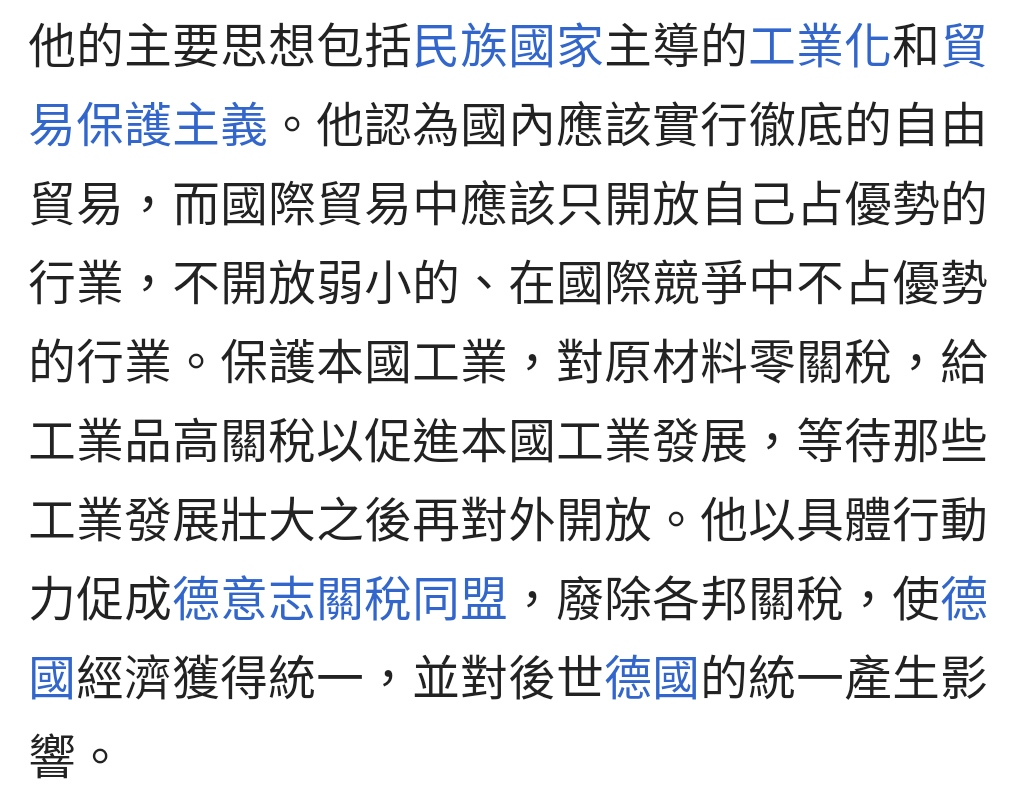 他的主要思想包括民族國家主導的工業化和貿
易保護主義。他認為國內應該實行徹底的自由
貿易，而國際貿易中應該只開放自己占優勢的
行業，不開放弱小的、在國際競爭中不占優勢
的行業。保護本國工業，對原材料零關稅，給
工業品高關稅以促進本國工業發展，等待那些
工業發展壯大之後再對外開放。他以具體行動
力促成德意志關稅同盟，廢除各邦關稅，使德
國經濟獲得統一，並對後世德國的統一產生影
響。